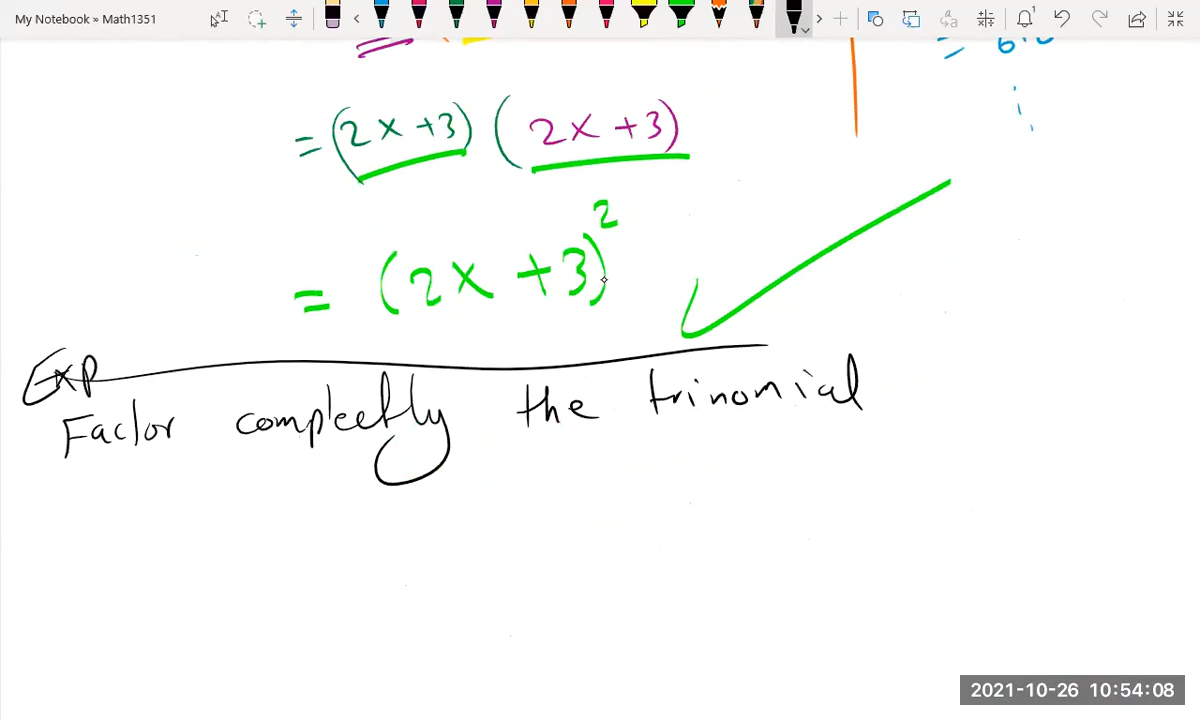 My Notebook » Math1351
= (2x +3) ( 2x +3)
= (2x +3)²
Exp
Factor compleetly the trinomial
2021-10-26 10:54:08